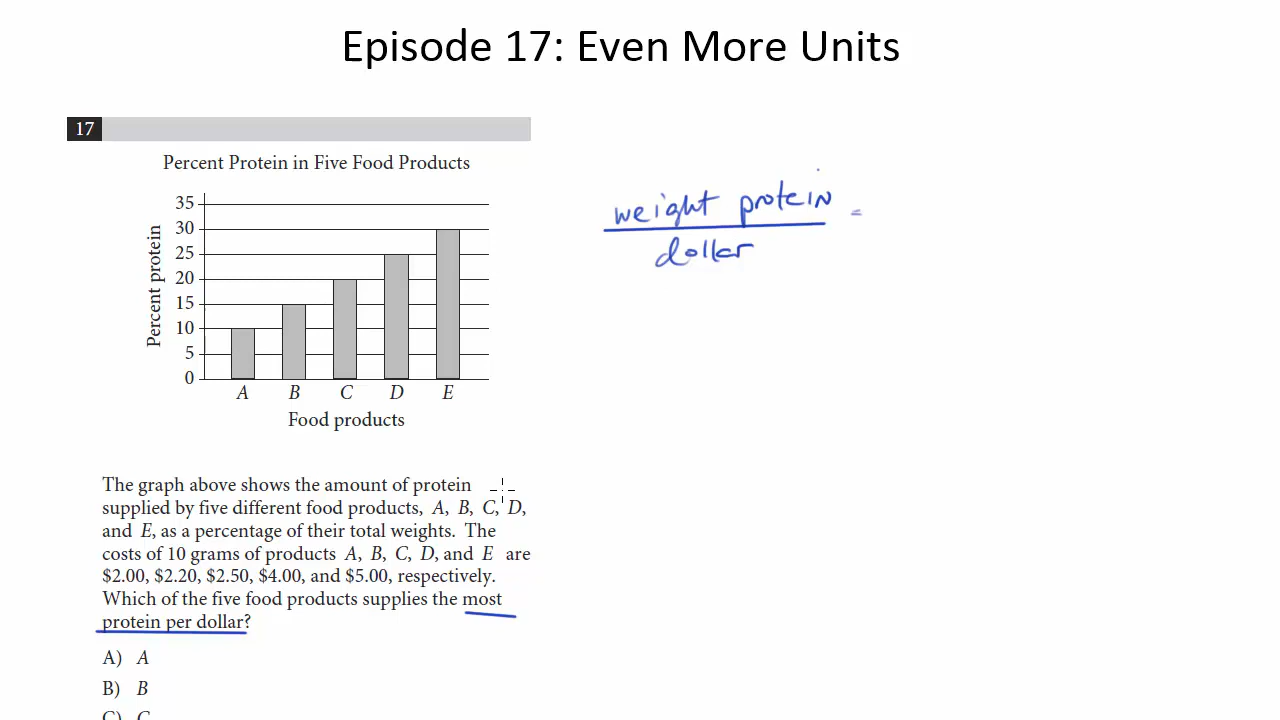 Episode 17: Even More Units
17
Percent Protein in Five Food Products
35
30
25
20
15
10
5
0
Percent protein
A B C D E
Food products
weight protein =
dollar
The graph above shows the amount of protein
supplied by five different food products, A, B, C, D,
and E, as a percentage of their total weights. The
costs of 10 grams of products A, B, C, D, and E are
$2.00, $2.20, $2.50, $4.00, and $5.00, respectively.
Which of the five food products supplies the most
protein per dollar?
A) A
B) B
C) C